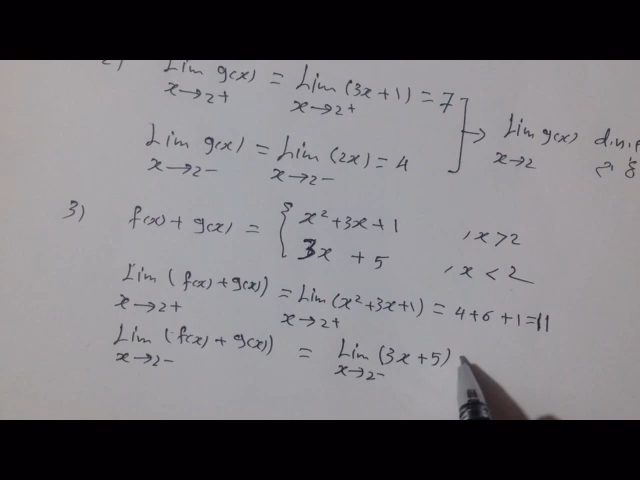 2) Lim g(x) = Lim (3x+1) = 7
x→2+ x→2+
Lim g(x) = Lim (2x) = 4
x→2- x→2-
→ Lim g(x)
x→2
3) f(x) + g(x) = { x²+3x+1 , x>2
3x + 5 , x<2
Lim (f(x) + g(x)) = Lim (x²+3x+1) = 4+6+1=11
x→2+ x→2+
Lim (f(x) + g(x)) = Lim (3x+5)
x→2- x→2-